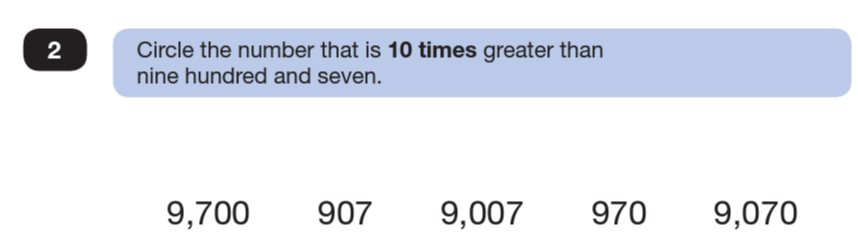 2
Circle the number that is 10 times greater than
nine hundred and seven.
9,700 907 9,007 970 9,070